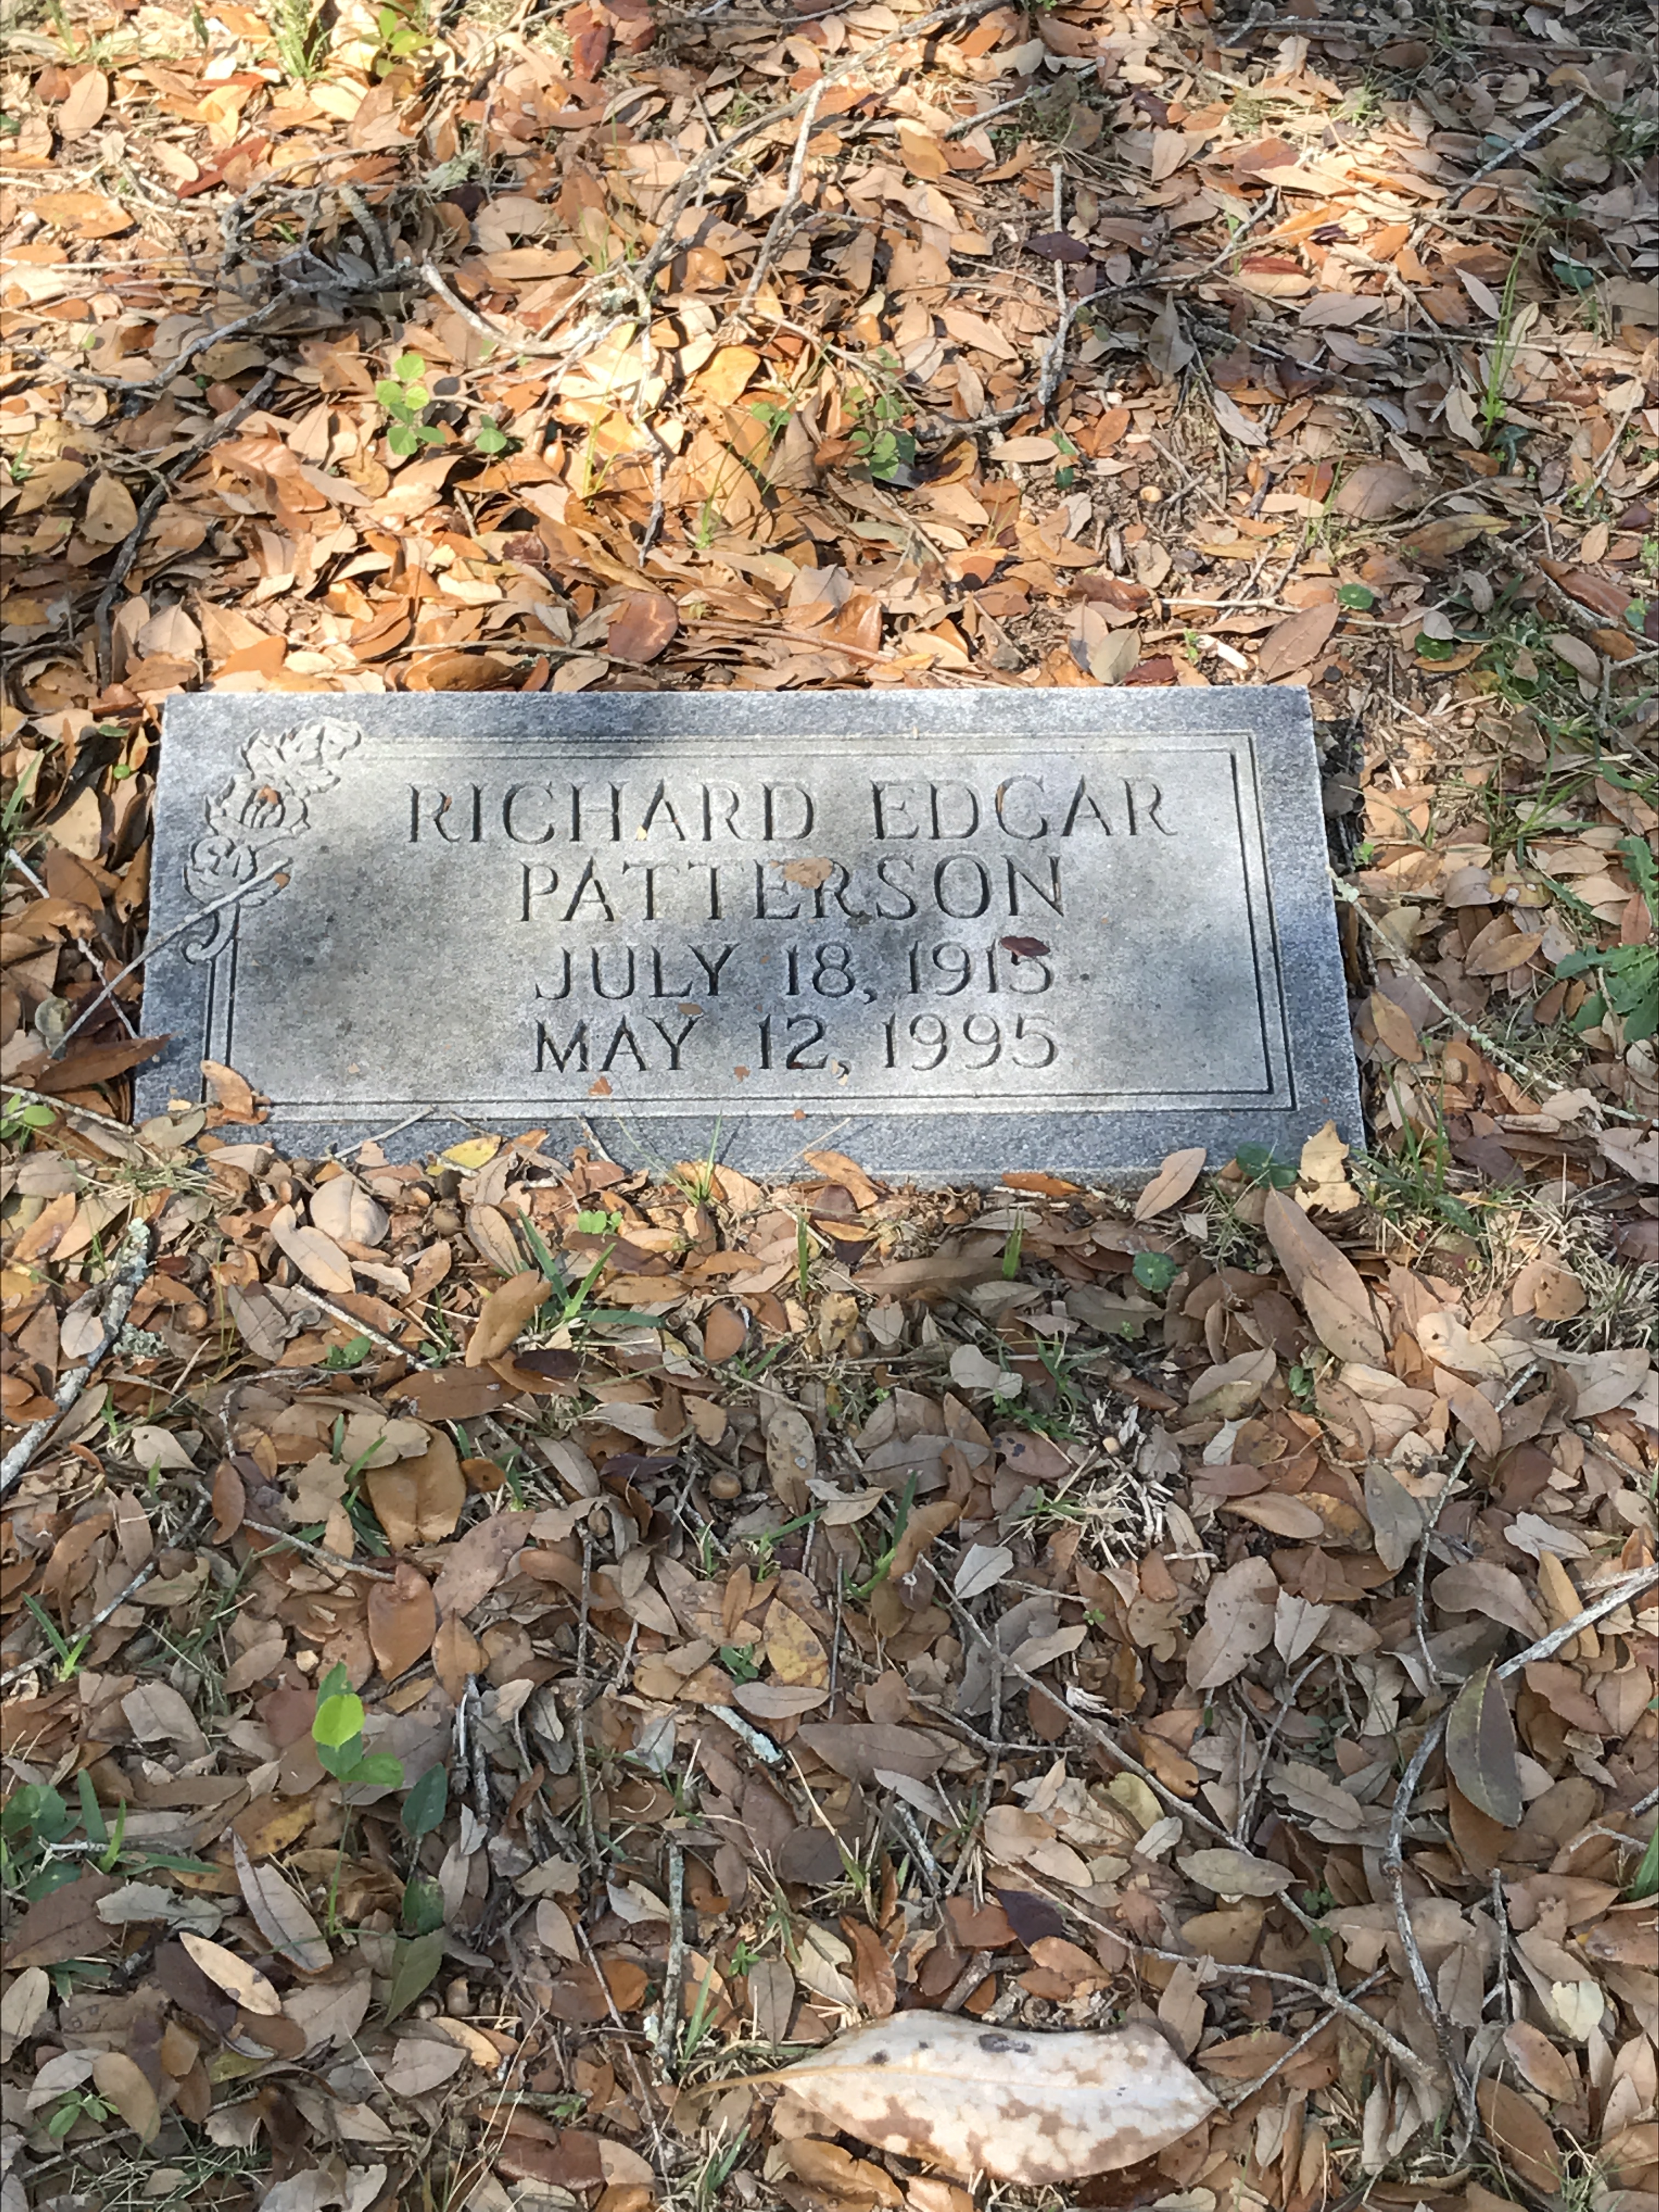 RICHARD EDGAR
PATTERSON
JULY 18, 1915
MAY 12, 1995